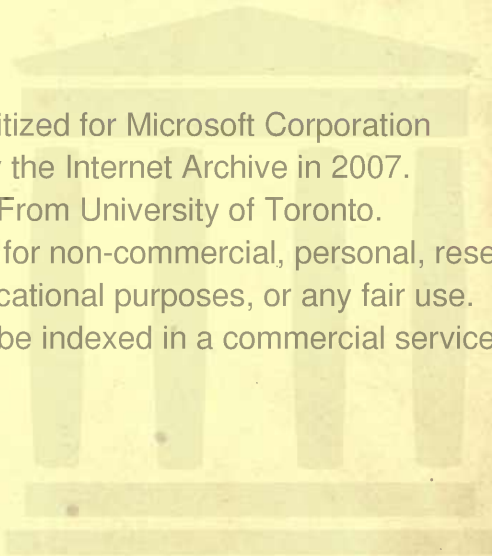 itized for Microsoft Corporation
the Internet Archive in 2007.
From University of Toronto.
for non-commercial, personal, rese
cational purposes, or any fair use.
be indexed in a commercial service